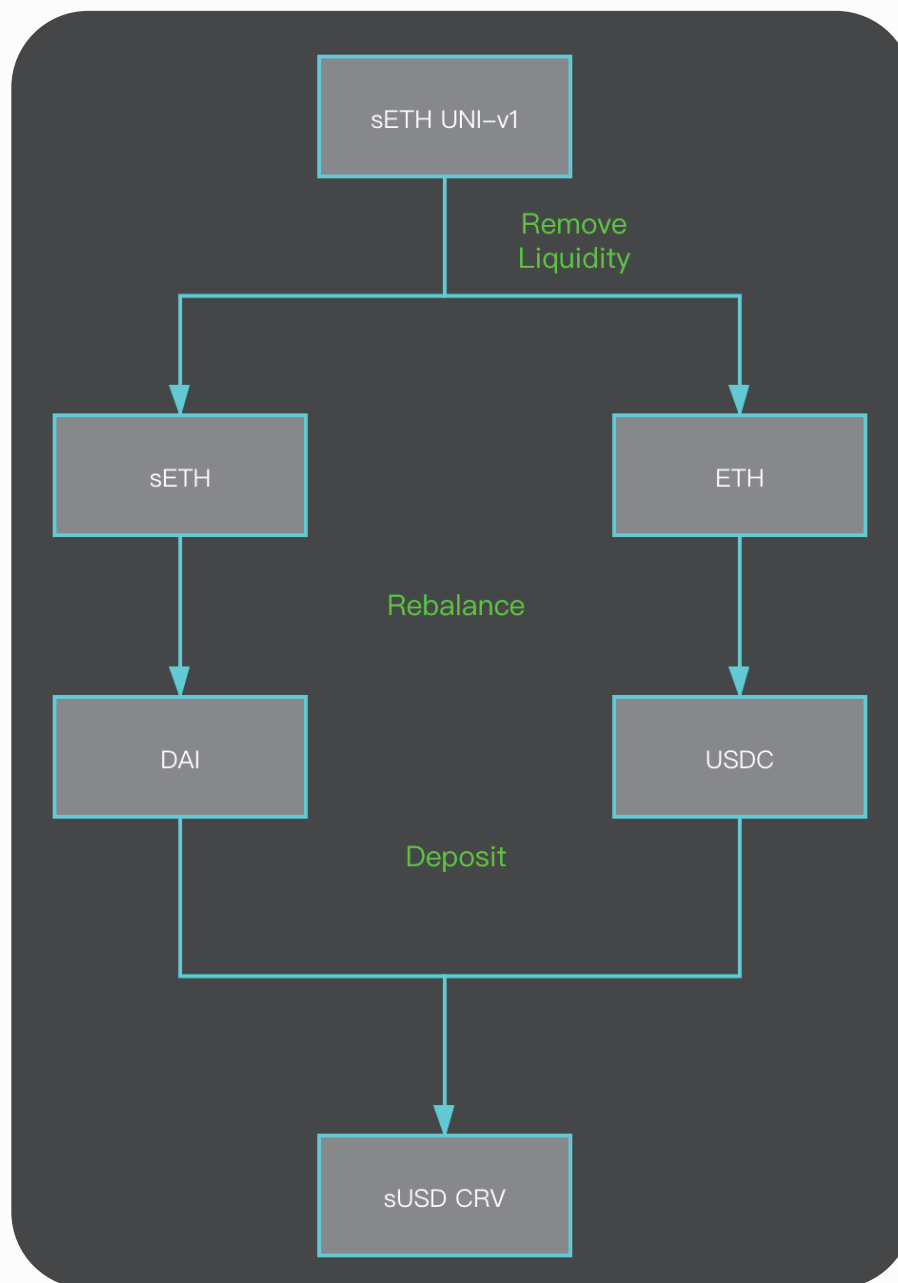 sETH UNI-v1
Remove
Liquidity
sETH
ETH
Rebalance
DAI
USDC
Deposit
sUSD CRV